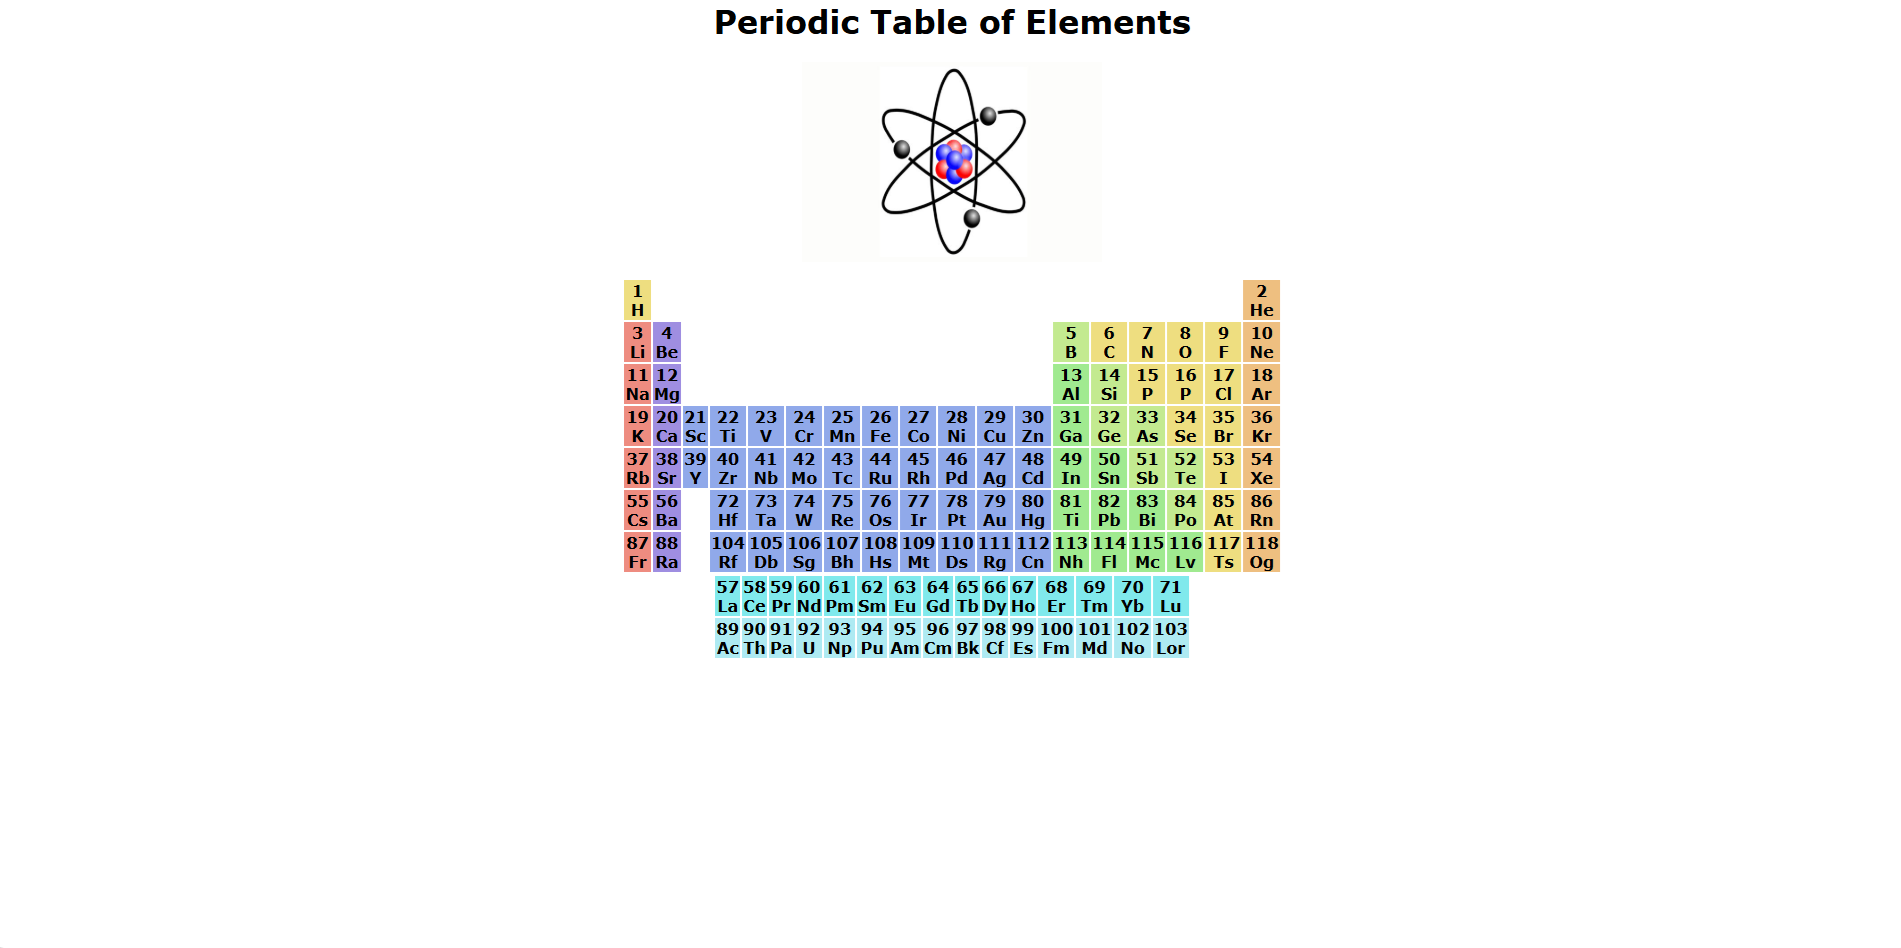 Periodic Table of Elements
1 2
H He
3 4 5 6 7 8 9 10
Li Be B C N O F Ne
11 12 13 14 15 16 17 18
Na Mg Al Si P P Cl Ar
19 20 21 22 23 24 25 26 27 28 29 30 31 32 33 34 35 36
K Ca Sc Ti V Cr Mn Fe Co Ni Cu Zn Ga Ge As Se Br Kr
37 38 39 40 41 42 43 44 45 46 47 48 49 50 51 52 53 54
Rb Sr Y Zr Nb Mo Tc Ru Rh Pd Ag Cd In Sn Sb Te I Xe
55 56 72 73 74 75 76 77 78 79 80 81 82 83 84 85 86
Cs Ba Hf Ta W Re Os Ir Pt Au Hg Ti Pb Bi Po At Rn
87 88 104 105 106 107 108 109 110 111 112 113 114 115 116 117 118
Fr Ra Rf Db Sg Bh Hs Mt Ds Rg Cn Nh Fl Mc Lv Ts Og
57 58 59 60 61 62 63 64 65 66 67 68 69 70 71
La Ce Pr Nd Pm Sm Eu Gd Tb Dy Ho Er Tm Yb Lu
89 90 91 92 93 94 95 96 97 98 99 100 101 102 103
Ac Th Pa U Np Pu Am Cm Bk Cf Es Fm Md No Lor